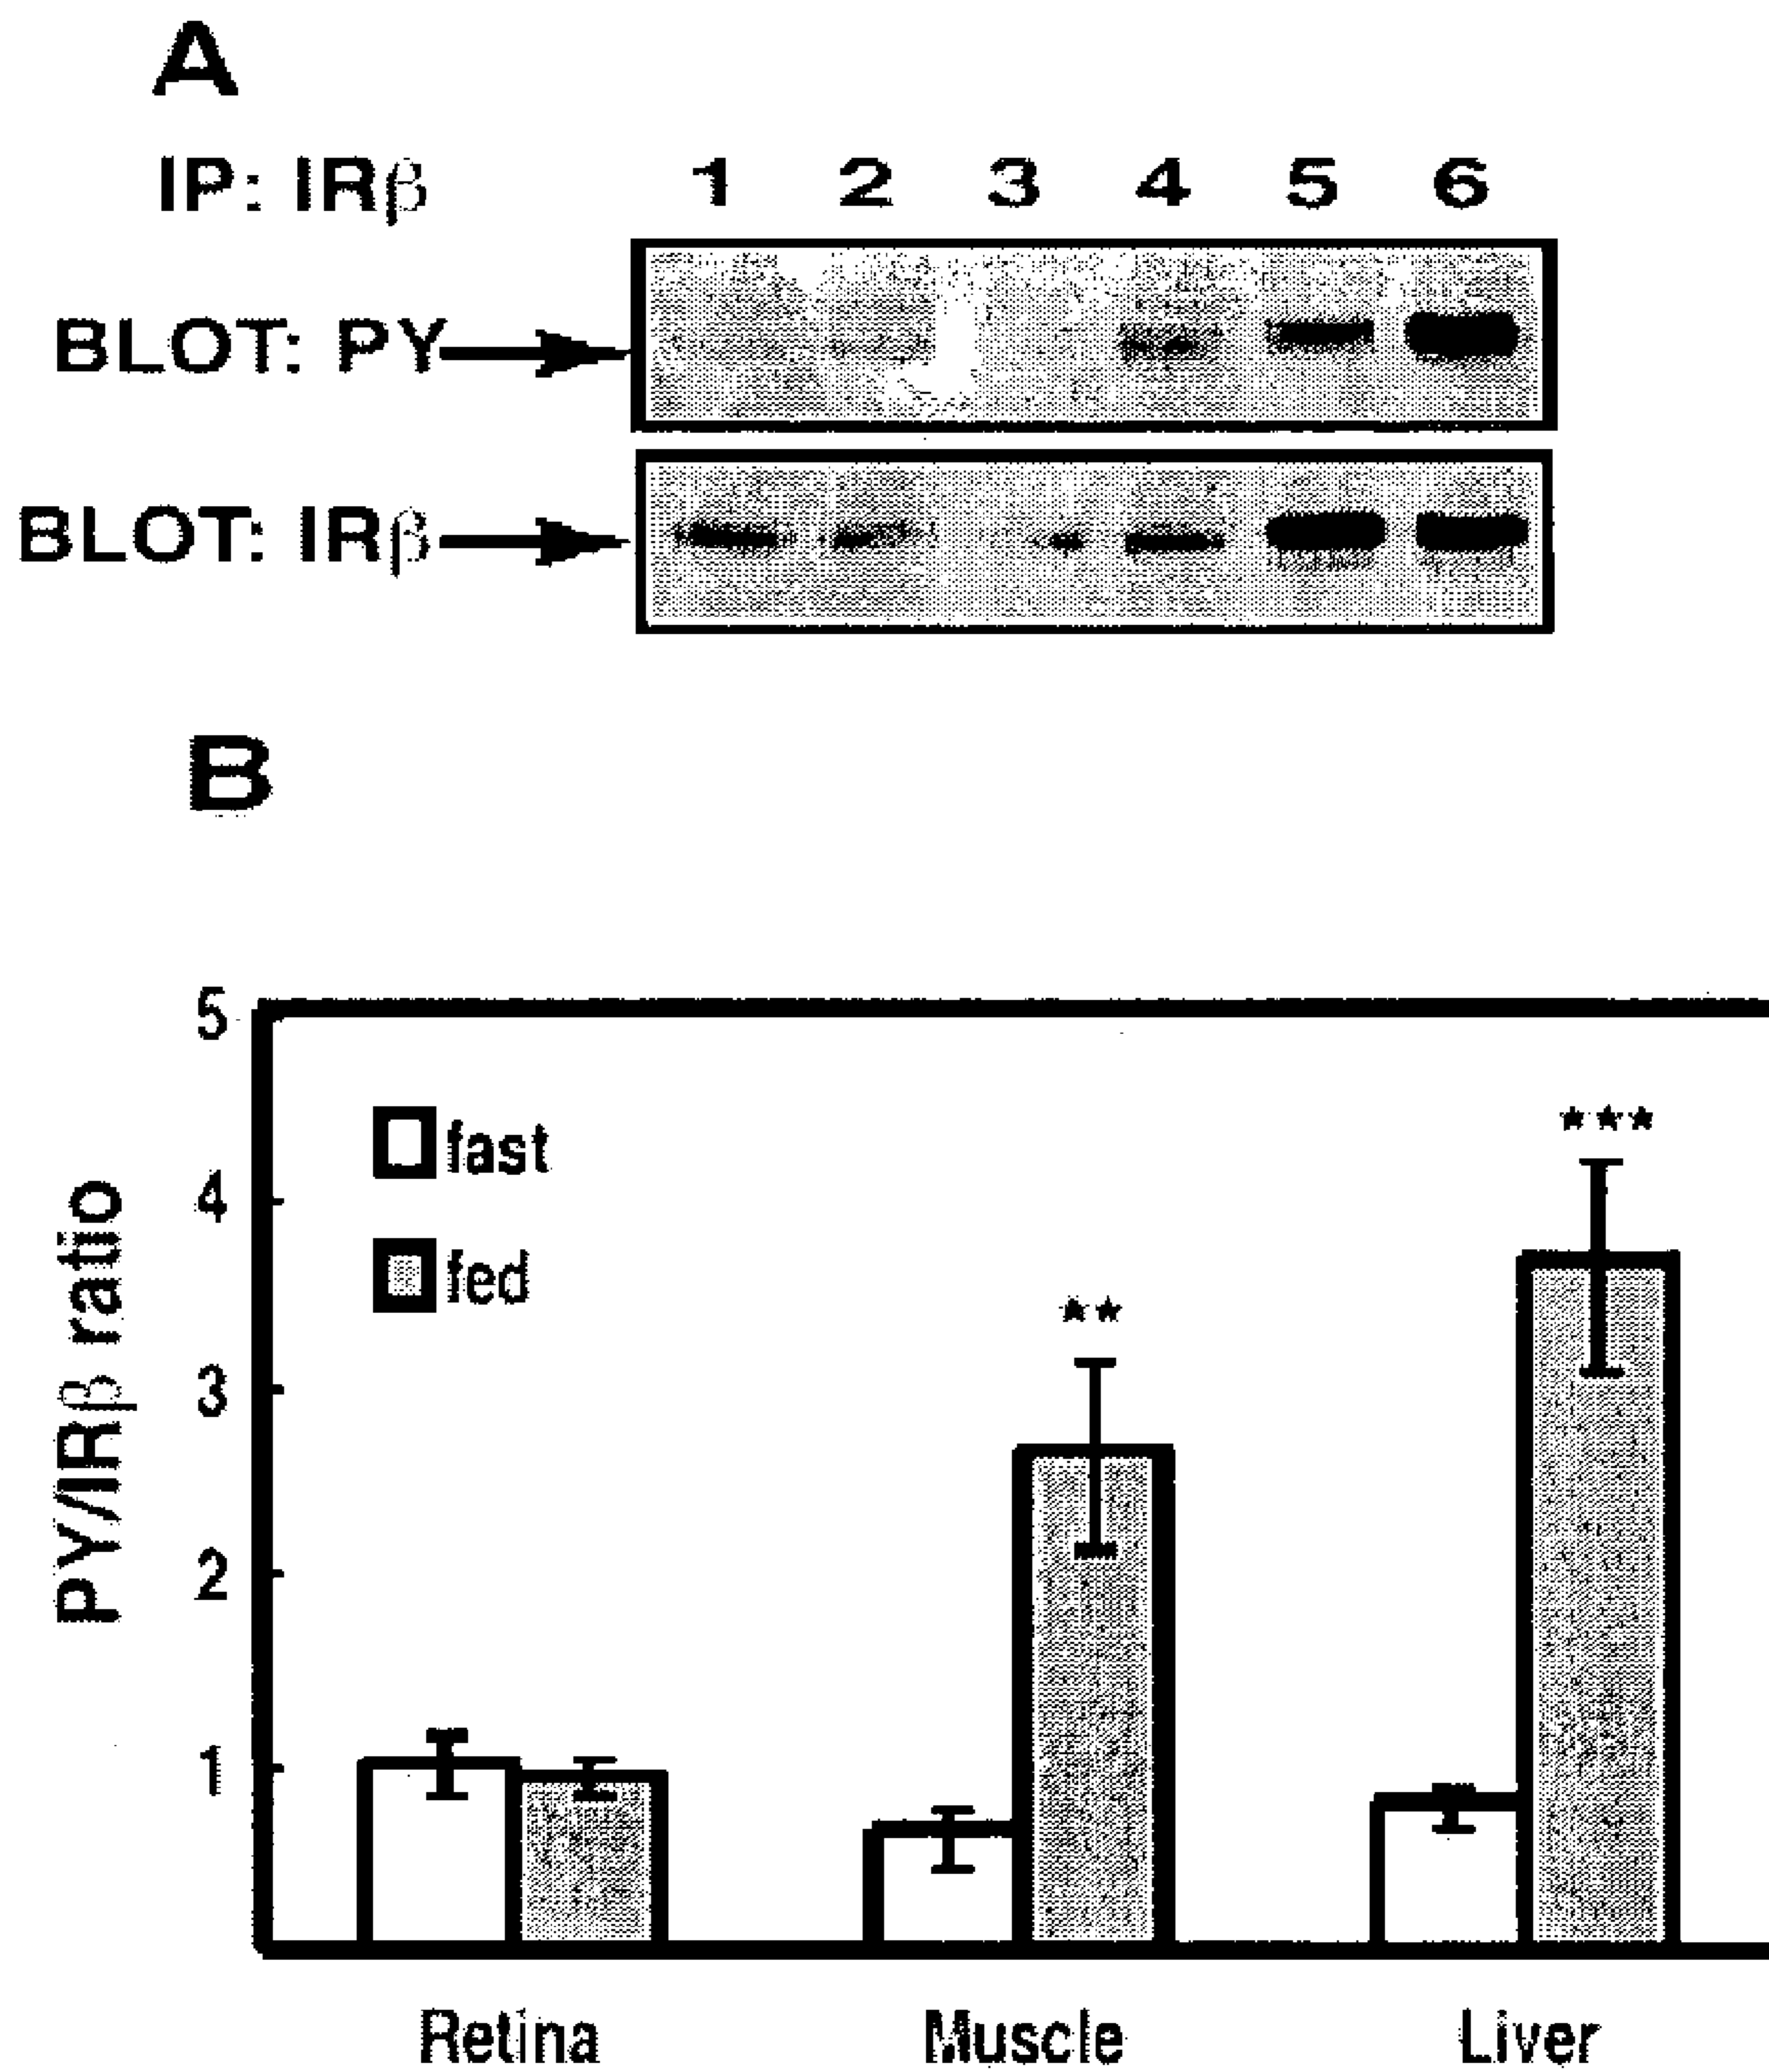 A
IP: IRβ 1 2 3 4 5 6
BLOT: PY
BLOT: IRβ
B
5
4
3
2
1
PY/IRβ ratio
fast
fed
**
***
Retina Muscle Liver